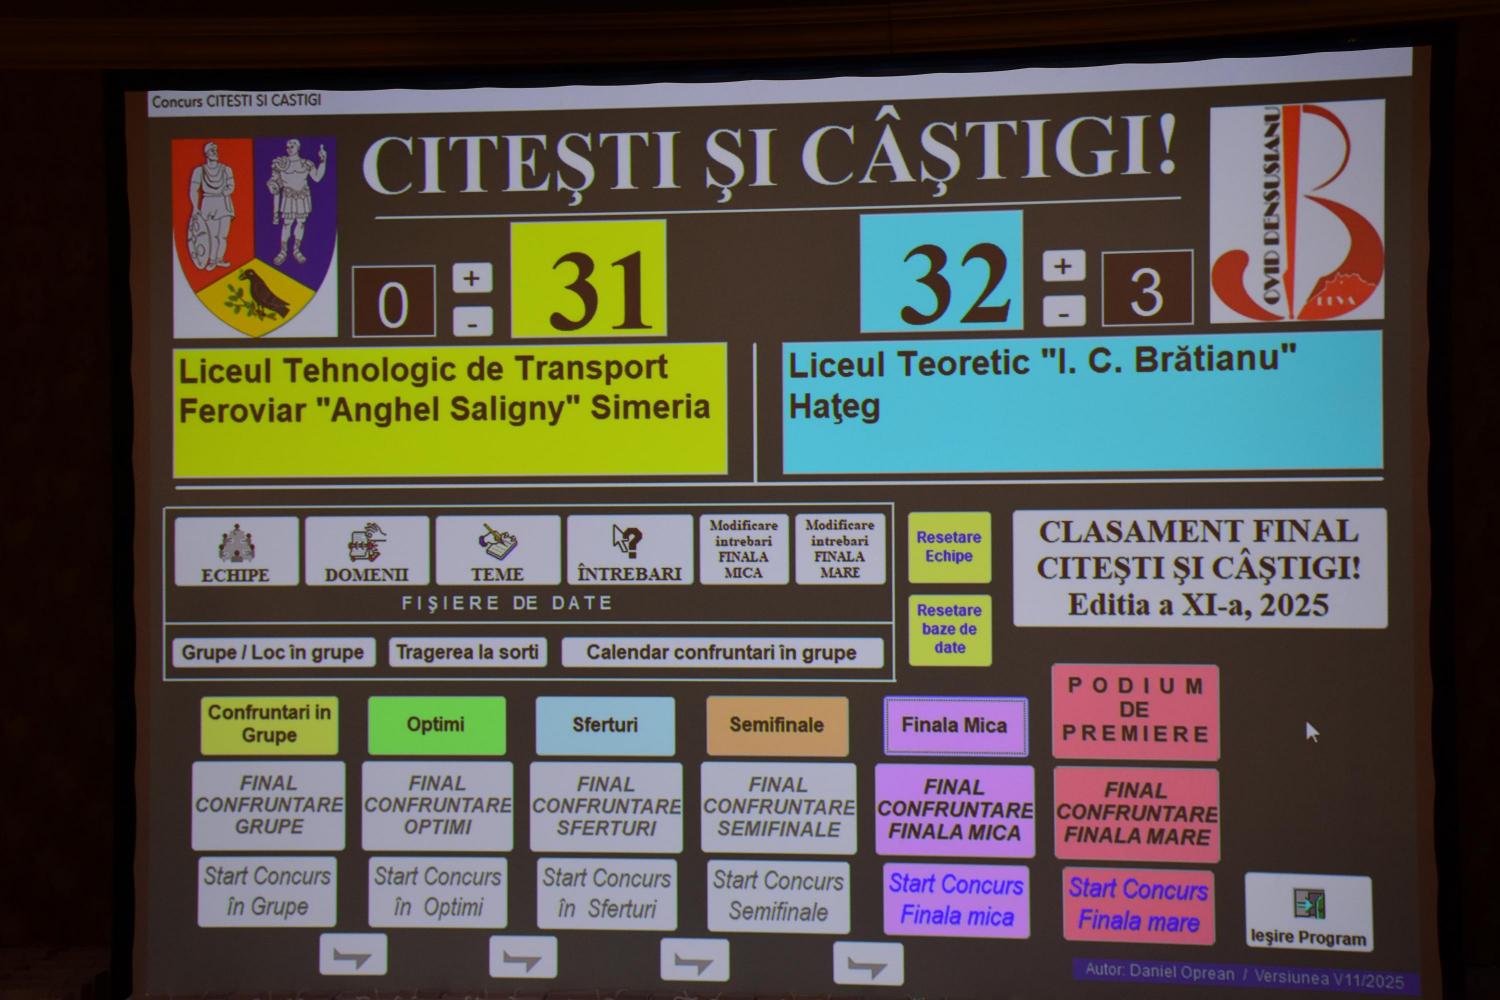 Concurs CITESTI SI CASTIGI
CITEŞTI ŞI CÂŞTIGI!
OVID DENSUSIANU
DEVA
0
+
-
31
32
+
-
3
Liceul Tehnologic de Transport
Feroviar "Anghel Saligny" Simeria
Liceul Teoretic "I. C. Brătianu"
Haţeg
ECHIPE
DOMENII
TEME
ÎNTREBARI
Modificare
intrebari
FINALA
MICA
Modificare
intrebari
FINALA
MARE
FIŞIERE DE DATE
Resetare
Echipe
Resetare
baze de
date
CLASAMENT FINAL
CITEŞTI ŞI CÂŞTIGI!
Editia a XI-a, 2025
Grupe / Loc în grupe
Tragerea la sorti
Calendar confruntari în grupe
Confruntari in
Grupe
Optimi
Sferturi
Semifinale
Finala Mica
PODIUM
DE
PREMIERE
FINAL
CONFRUNTARE
GRUPE
FINAL
CONFRUNTARE
OPTIMI
FINAL
CONFRUNTARE
SFERTURI
FINAL
CONFRUNTARE
SEMIFINALE
FINAL
CONFRUNTARE
FINALA MICA
FINAL
CONFRUNTARE
FINALA MARE
Start Concurs
în Grupe
Start Concurs
în Optimi
Start Concurs
în Sferturi
Start Concurs
Semifinale
Start Concurs
Finala mica
Start Concurs
Finala mare
Ieşire Program
Autor: Daniel Oprean / Versiunea V11/2025